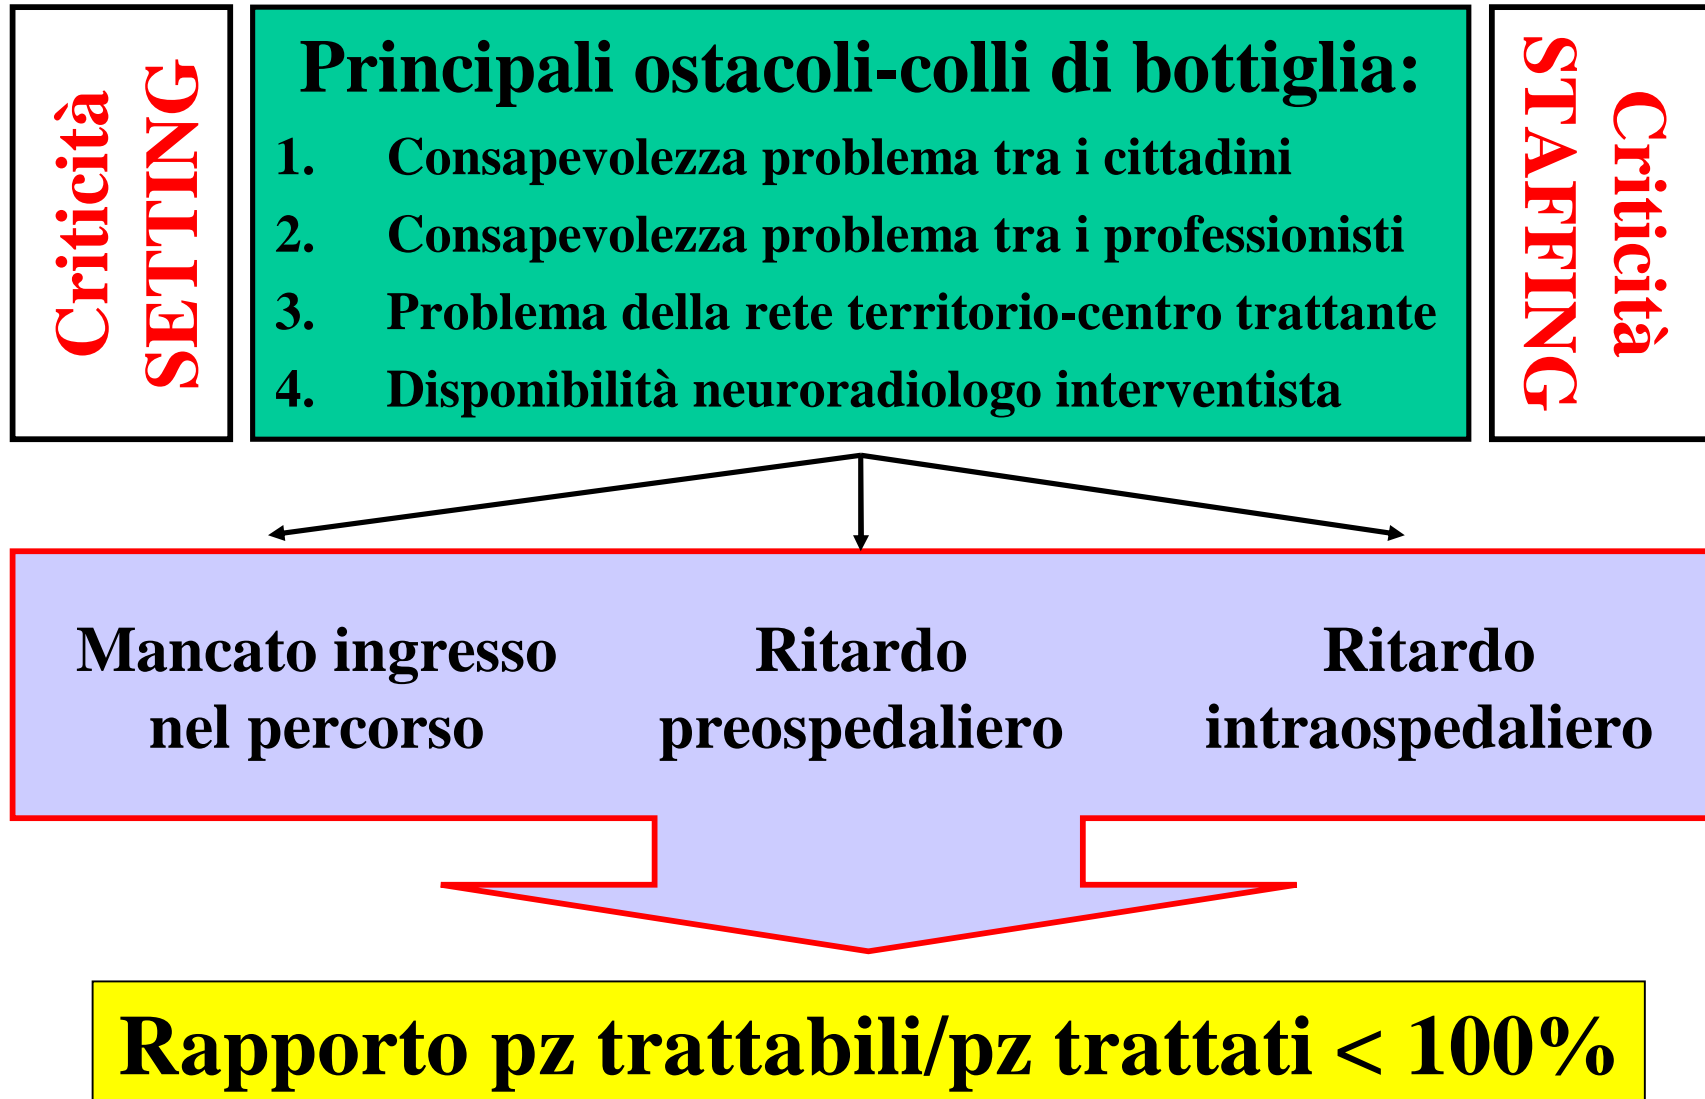 Criticità
SETTING
Principali ostacoli-colli di bottiglia:
1. Consapevolezza problema tra i cittadini
2. Consapevolezza problema tra i professionisti
3. Problema della rete territorio-centro trattante
4. Disponibilità neuroradiologo interventista
Criticità
STAFFING
Mancato ingresso
nel percorso
Ritardo
preospedaliero
Ritardo
intraospedaliero
Rapporto pz trattabili/pz trattati < 100%